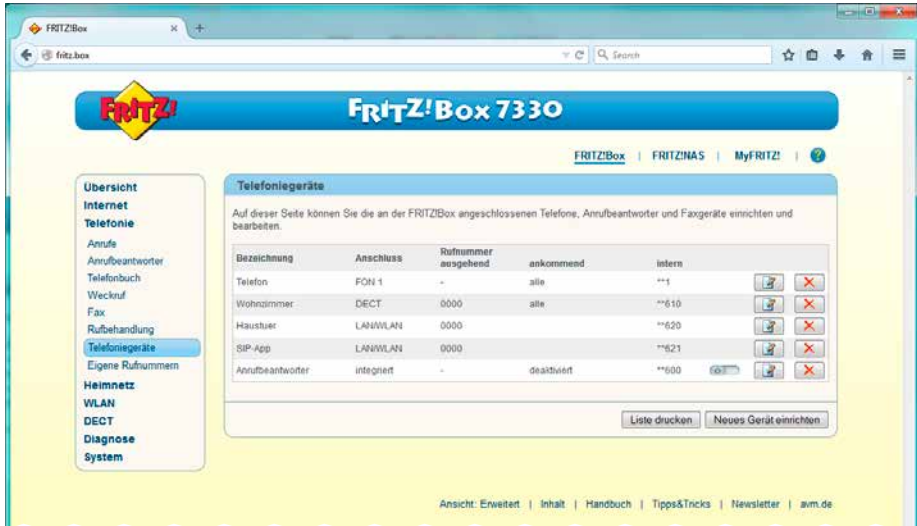 FRITZ!Box
fritz.box
Search
FRITZ!
FRITZ!Box 7330
FRITZ!Box | FRITZ!NAS | MyFRITZ! | ?
Übersicht
Internet
Telefonie
Anrufe
Anrufbeantworter
Telefonbuch
Weckruf
Fax
Rufbehandlung
Telefoniegeräte
Eigene Rufnummern
Heimnetz
WLAN
DECT
Diagnose
System
Telefoniegeräte
Auf dieser Seite können Sie die an der FRITZ!Box angeschlossenen Telefone, Anrufbeantworter und Faxgeräte einrichten und
bearbeiten.
Bezeichnung Anschluss Rufnummer ausgehend ankommend intern
Telefon FON 1 - alle **1
Wohnzimmer DECT 0000 alle **610
Haustuer LAN/WLAN 0000 **620
SIP-App LAN/WLAN 0000 **621
Anrufbeantworter integriert - deaktiviert **600
Liste drucken Neues Gerät einrichten
Ansicht: Erweitert | Inhalt | Handbuch | Tipps&Tricks | Newsletter | avm.de